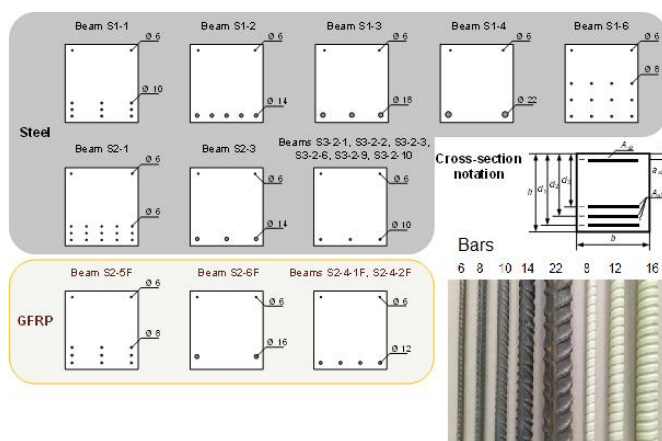 Beam S1-1
Beam S1-2
Beam S1-3
Beam S1-4
Beam S1-6
Ø 6
Ø 6
Ø 6
Ø 6
Ø 6
Ø 10
Ø 14
Ø 18
Ø 22
Ø 8
Steel
Beam S2-1
Beam S2-3
Beams S3-2-1, S3-2-2, S3-2-3,
S3-2-6, S3-2-9, S3-2-10
Ø 6
Ø 6
Ø 6
Ø 6
Ø 14
Ø 10
Cross-section
notation
h
d1
d2
d3
b
Bars
6 8 10 14 22 8 12 16
Beam S2-5F
Beam S2-6F
Beams S2-4-1F, S2-4-2F
GFRP
Ø 6
Ø 6
Ø 6
Ø 8
Ø 16
Ø 12